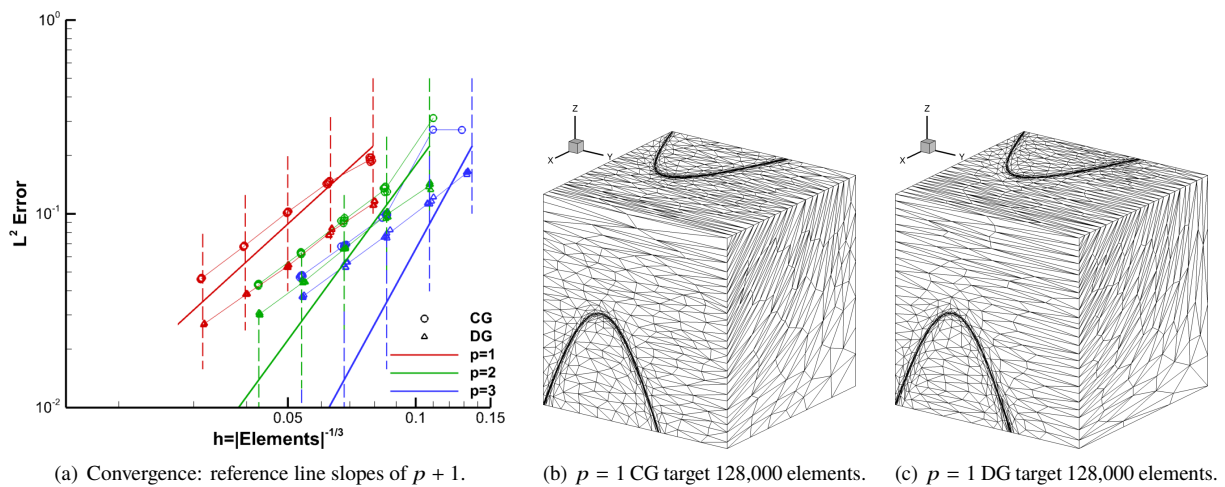 10⁰
10⁻¹
10⁻²
L² Error
0.05
0.1
0.15
h=|Elements|⁻¹/³
CG
DG
p=1
p=2
p=3
(a) Convergence: reference line slopes of p + 1.
Z
X
Y
(b) p = 1 CG target 128,000 elements.
Z
X
Y
(c) p = 1 DG target 128,000 elements.